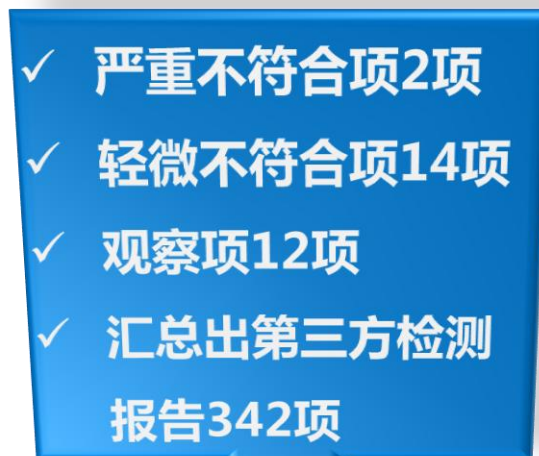 ✓ 严重不符合项2项
✓ 轻微不符合项14项
✓ 观察项12项
✓ 汇总出第三方检测
报告342项